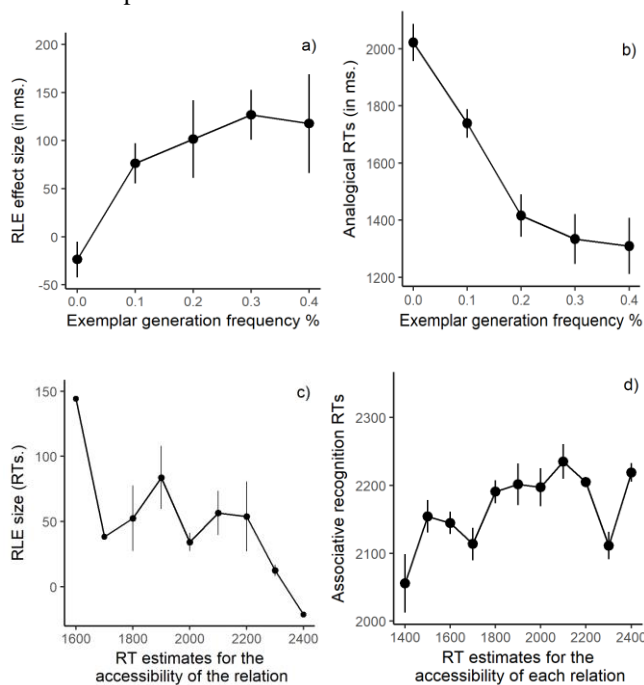 a)
RLE effect size (in ms.)
200
150
100
50
0
-50
0.0 0.1 0.2 0.3 0.4
Exemplar generation frequency %
b)
Analogical RTs (in ms.)
2000
1800
1600
1400
1200
0.0 0.1 0.2 0.3 0.4
Exemplar generation frequency %
c)
RLE size (RTs.)
150
100
50
0
1600 1800 2000 2200 2400
RT estimates for the
accessibility of the relation
d)
Associative recognition RTs
2300
2200
2100
2000
1400 1600 1800 2000 2200 2400
RT estimates for the
accessibility of each relation